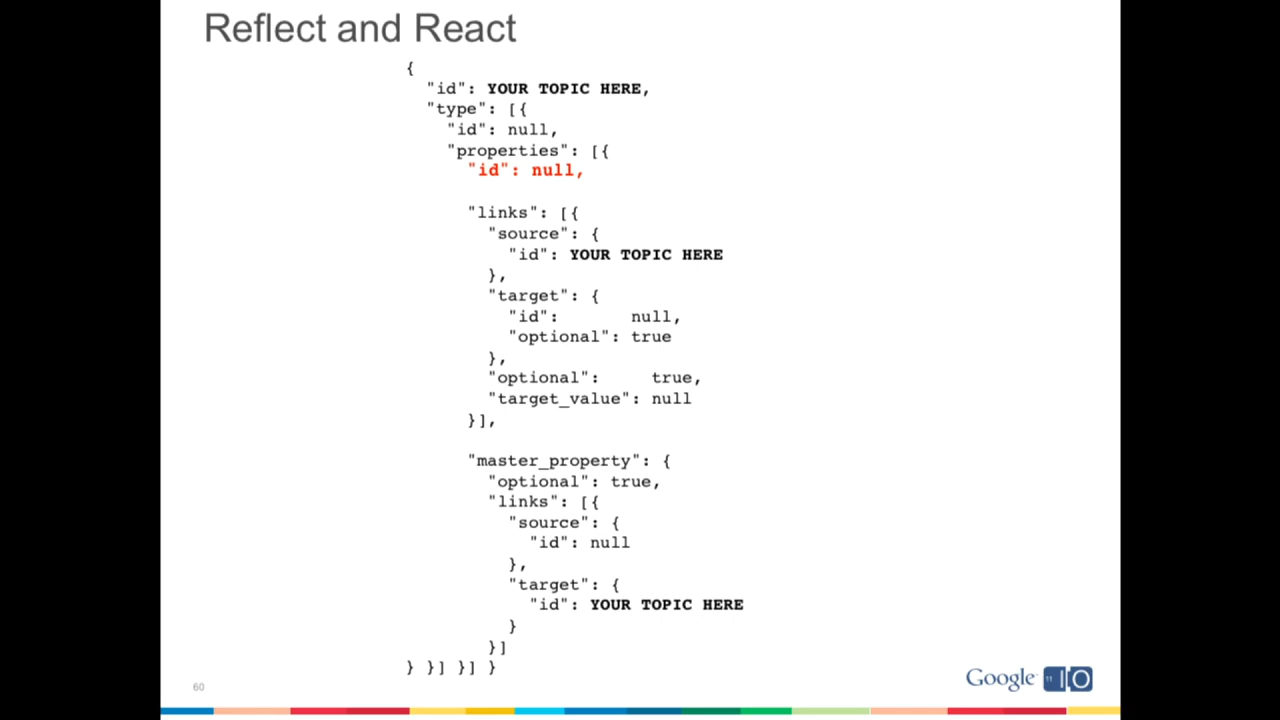 Reflect and React
{
"id": YOUR TOPIC HERE,
"type": [{
"id": null,
"properties": [{
"id": null,
"links": [{
"source": {
"id": YOUR TOPIC HERE
},
"target": {
"id": null,
"optional": true
},
"optional": true,
"target_value": null
}],
"master_property": {
"optional": true,
"links": [{
"source": {
"id": null
},
"target": {
"id": YOUR TOPIC HERE
}
}]
} }] }] }
60
Google "IO